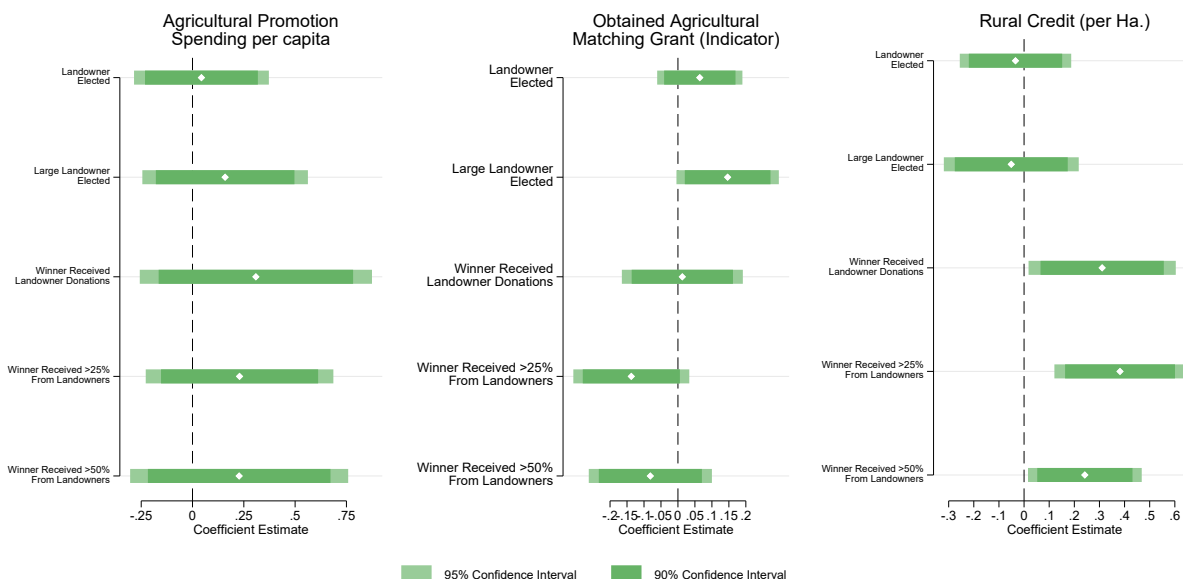 Agricultural Promotion
Spending per capita
Landowner
Elected
Large Landowner
Elected
Winner Received
Landowner Donations
Winner Received >25%
From Landowners
Winner Received >50%
From Landowners
-.25 0 .25 .5 .75
Coefficient Estimate
Obtained Agricultural
Matching Grant (Indicator)
Landowner
Elected
Large Landowner
Elected
Winner Received
Landowner Donations
Winner Received >25%
From Landowners
Winner Received >50%
From Landowners
-.2 -.15 -.1 -.05 0 .05 .1 .15 .2
Coefficient Estimate
Rural Credit (per Ha.)
Landowner
Elected
Large Landowner
Elected
Winner Received
Landowner Donations
Winner Received >25%
From Landowners
Winner Received >50%
From Landowners
-.3 -.2 -.1 0 .1 .2 .3 .4 .5 .6
Coefficient Estimate
95% Confidence Interval 90% Confidence Interval